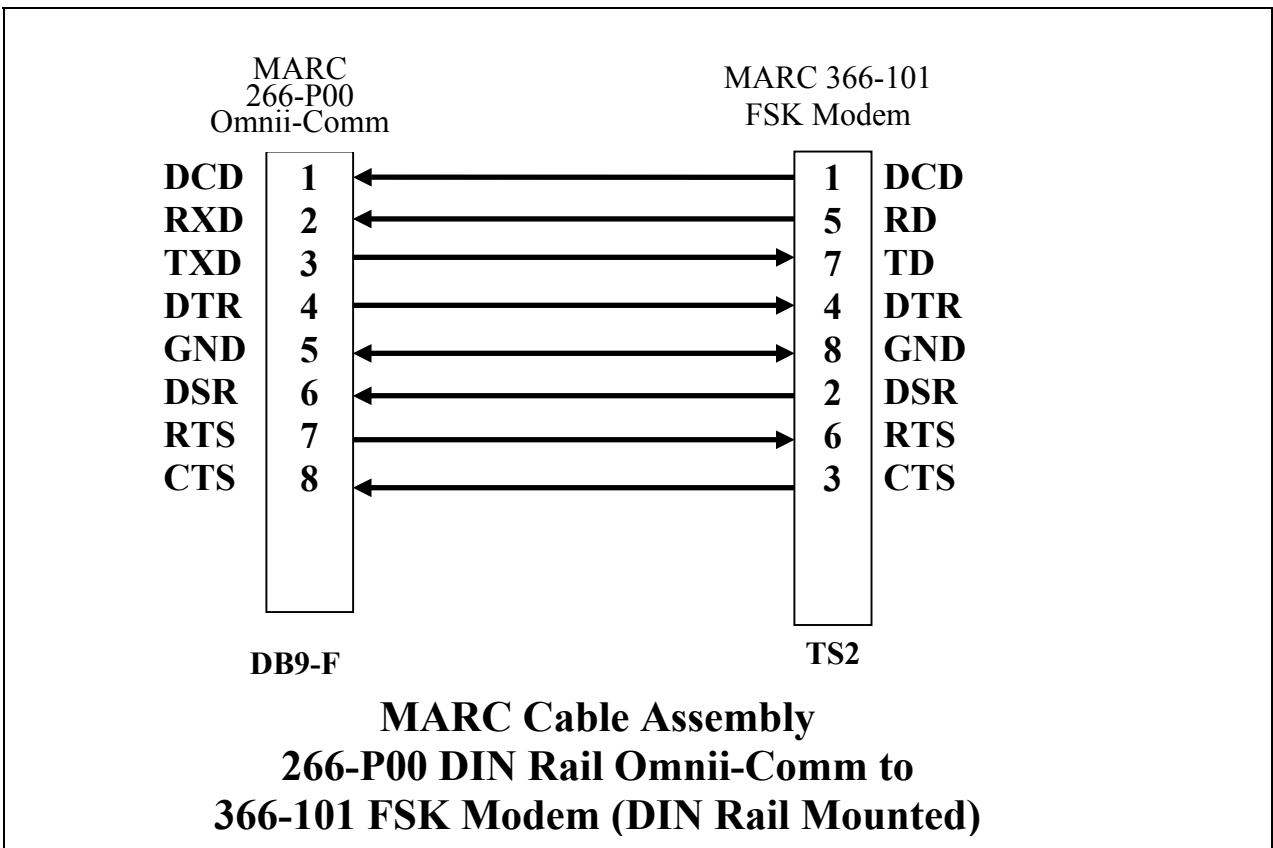 MARC
266-P00
Omnii-Comm
MARC 366-101
FSK Modem
DCD 1 1 DCD
RXD 2 5 RD
TXD 3 7 TD
DTR 4 4 DTR
GND 5 8 GND
DSR 6 2 DSR
RTS 7 6 RTS
CTS 8 3 CTS
DB9-F
TS2
MARC Cable Assembly
266-P00 DIN Rail Omnii-Comm to
366-101 FSK Modem (DIN Rail Mounted)